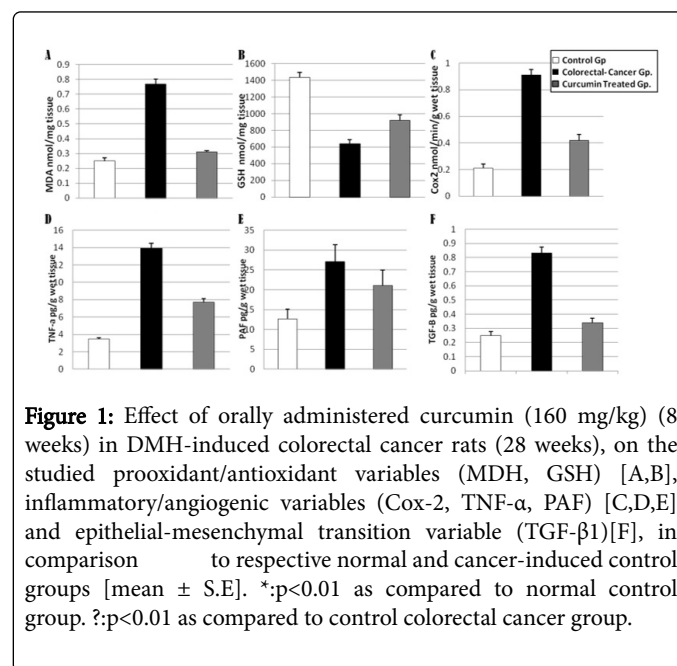 A
MDA nmol/mg tissue
0.9
0.8
0.7
0.6
0.5
0.4
0.3
0.2
0.1
0
B
GSH nmol/mg tissue
1600
1400
1200
1000
800
600
400
200
0
C
Cox2 nmol/min/g wet tissue
1
0.8
0.6
0.4
0.2
0
Control Gp
Colorectal- Cancer Gp.
Curcumin Treated Gp.
D
TNF-a pg/g wet tissue
16
14
12
10
8
6
4
2
0
E
PAF pg/g wet tissue
35
30
25
20
15
10
5
0
F
TGF-B pg/g wet tissue
1
0.9
0.8
0.7
0.6
0.5
0.4
0.3
0.2
0.1
0
Figure 1: Effect of orally administered curcumin (160 mg/kg) (8
weeks) in DMH-induced colorectal cancer rats (28 weeks), on the
studied prooxidant/antioxidant variables (MDH, GSH) [A,B],
inflammatory/angiogenic variables (Cox-2, TNF-α, PAF) [C,D,E]
and epithelial-mesenchymal transition variable (TGF-β1)[F], in
comparison to respective normal and cancer-induced control
groups [mean ± S.E]. *:p<0.01 as compared to normal control
group. ?:p<0.01 as compared to control colorectal cancer group.